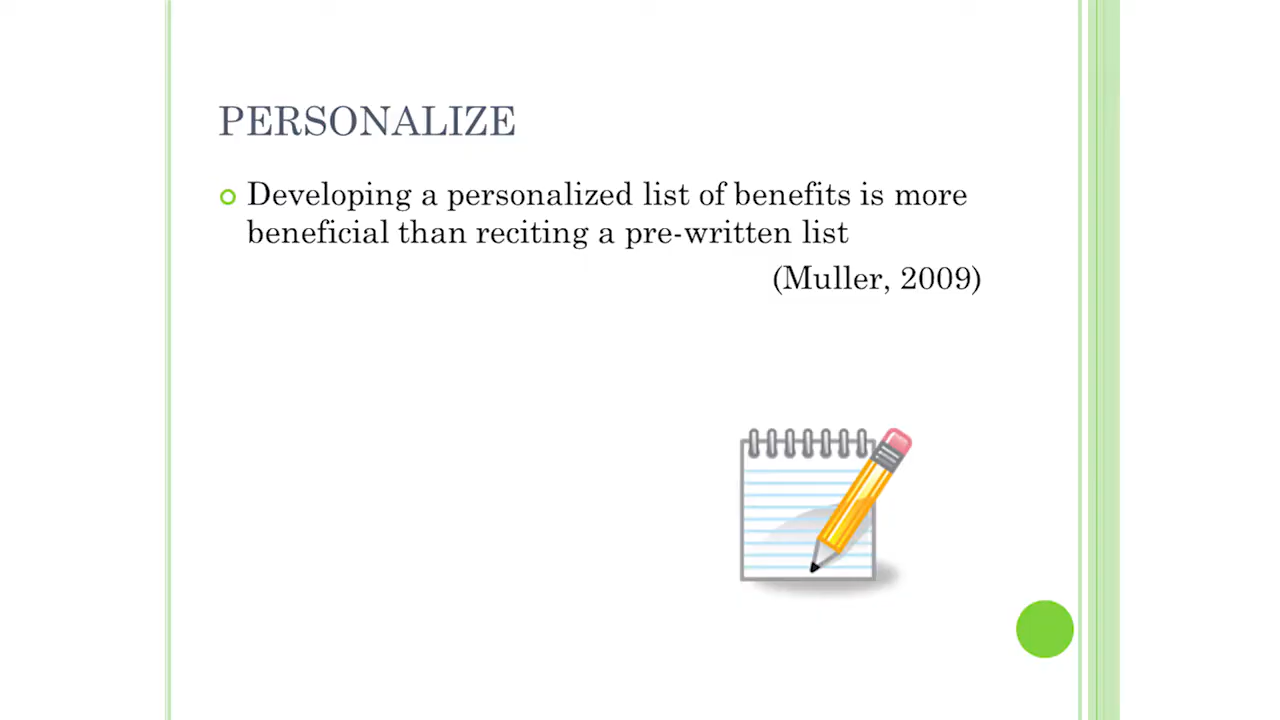 PERSONALIZE
Developing a personalized list of benefits is more
beneficial than reciting a pre-written list
(Muller, 2009)